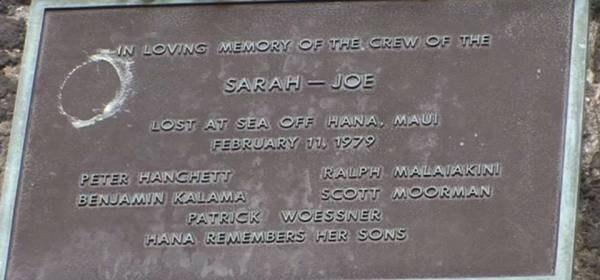 IN LOVING MEMORY OF THE CREW OF THE
SARAH — JOE
LOST AT SEA OFF HANA, MAUI
FEBRUARY 11, 1979
PETER HANCHETT RALPH MALAIAKINI
BENJAMIN KALAMA SCOTT MOORMAN
PATRICK WOESSNER
HANA REMEMBERS HER SONS